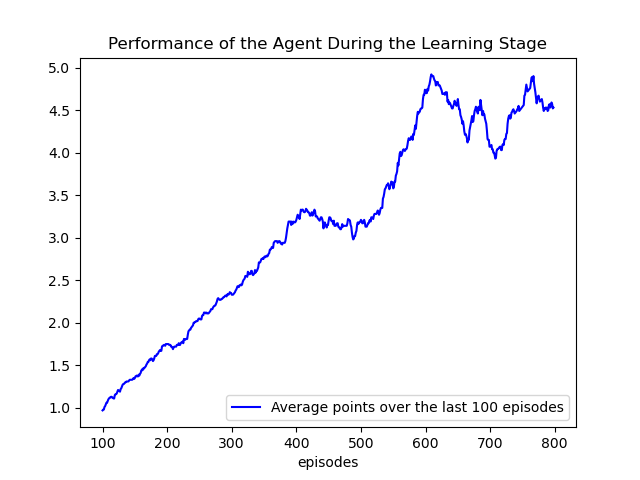 Performance of the Agent During the Learning Stage
5.0
4.5
4.0
3.5
3.0
2.5
2.0
1.5
1.0
Average points over the last 100 episodes
100 200 300 400 500 600 700 800
episodes